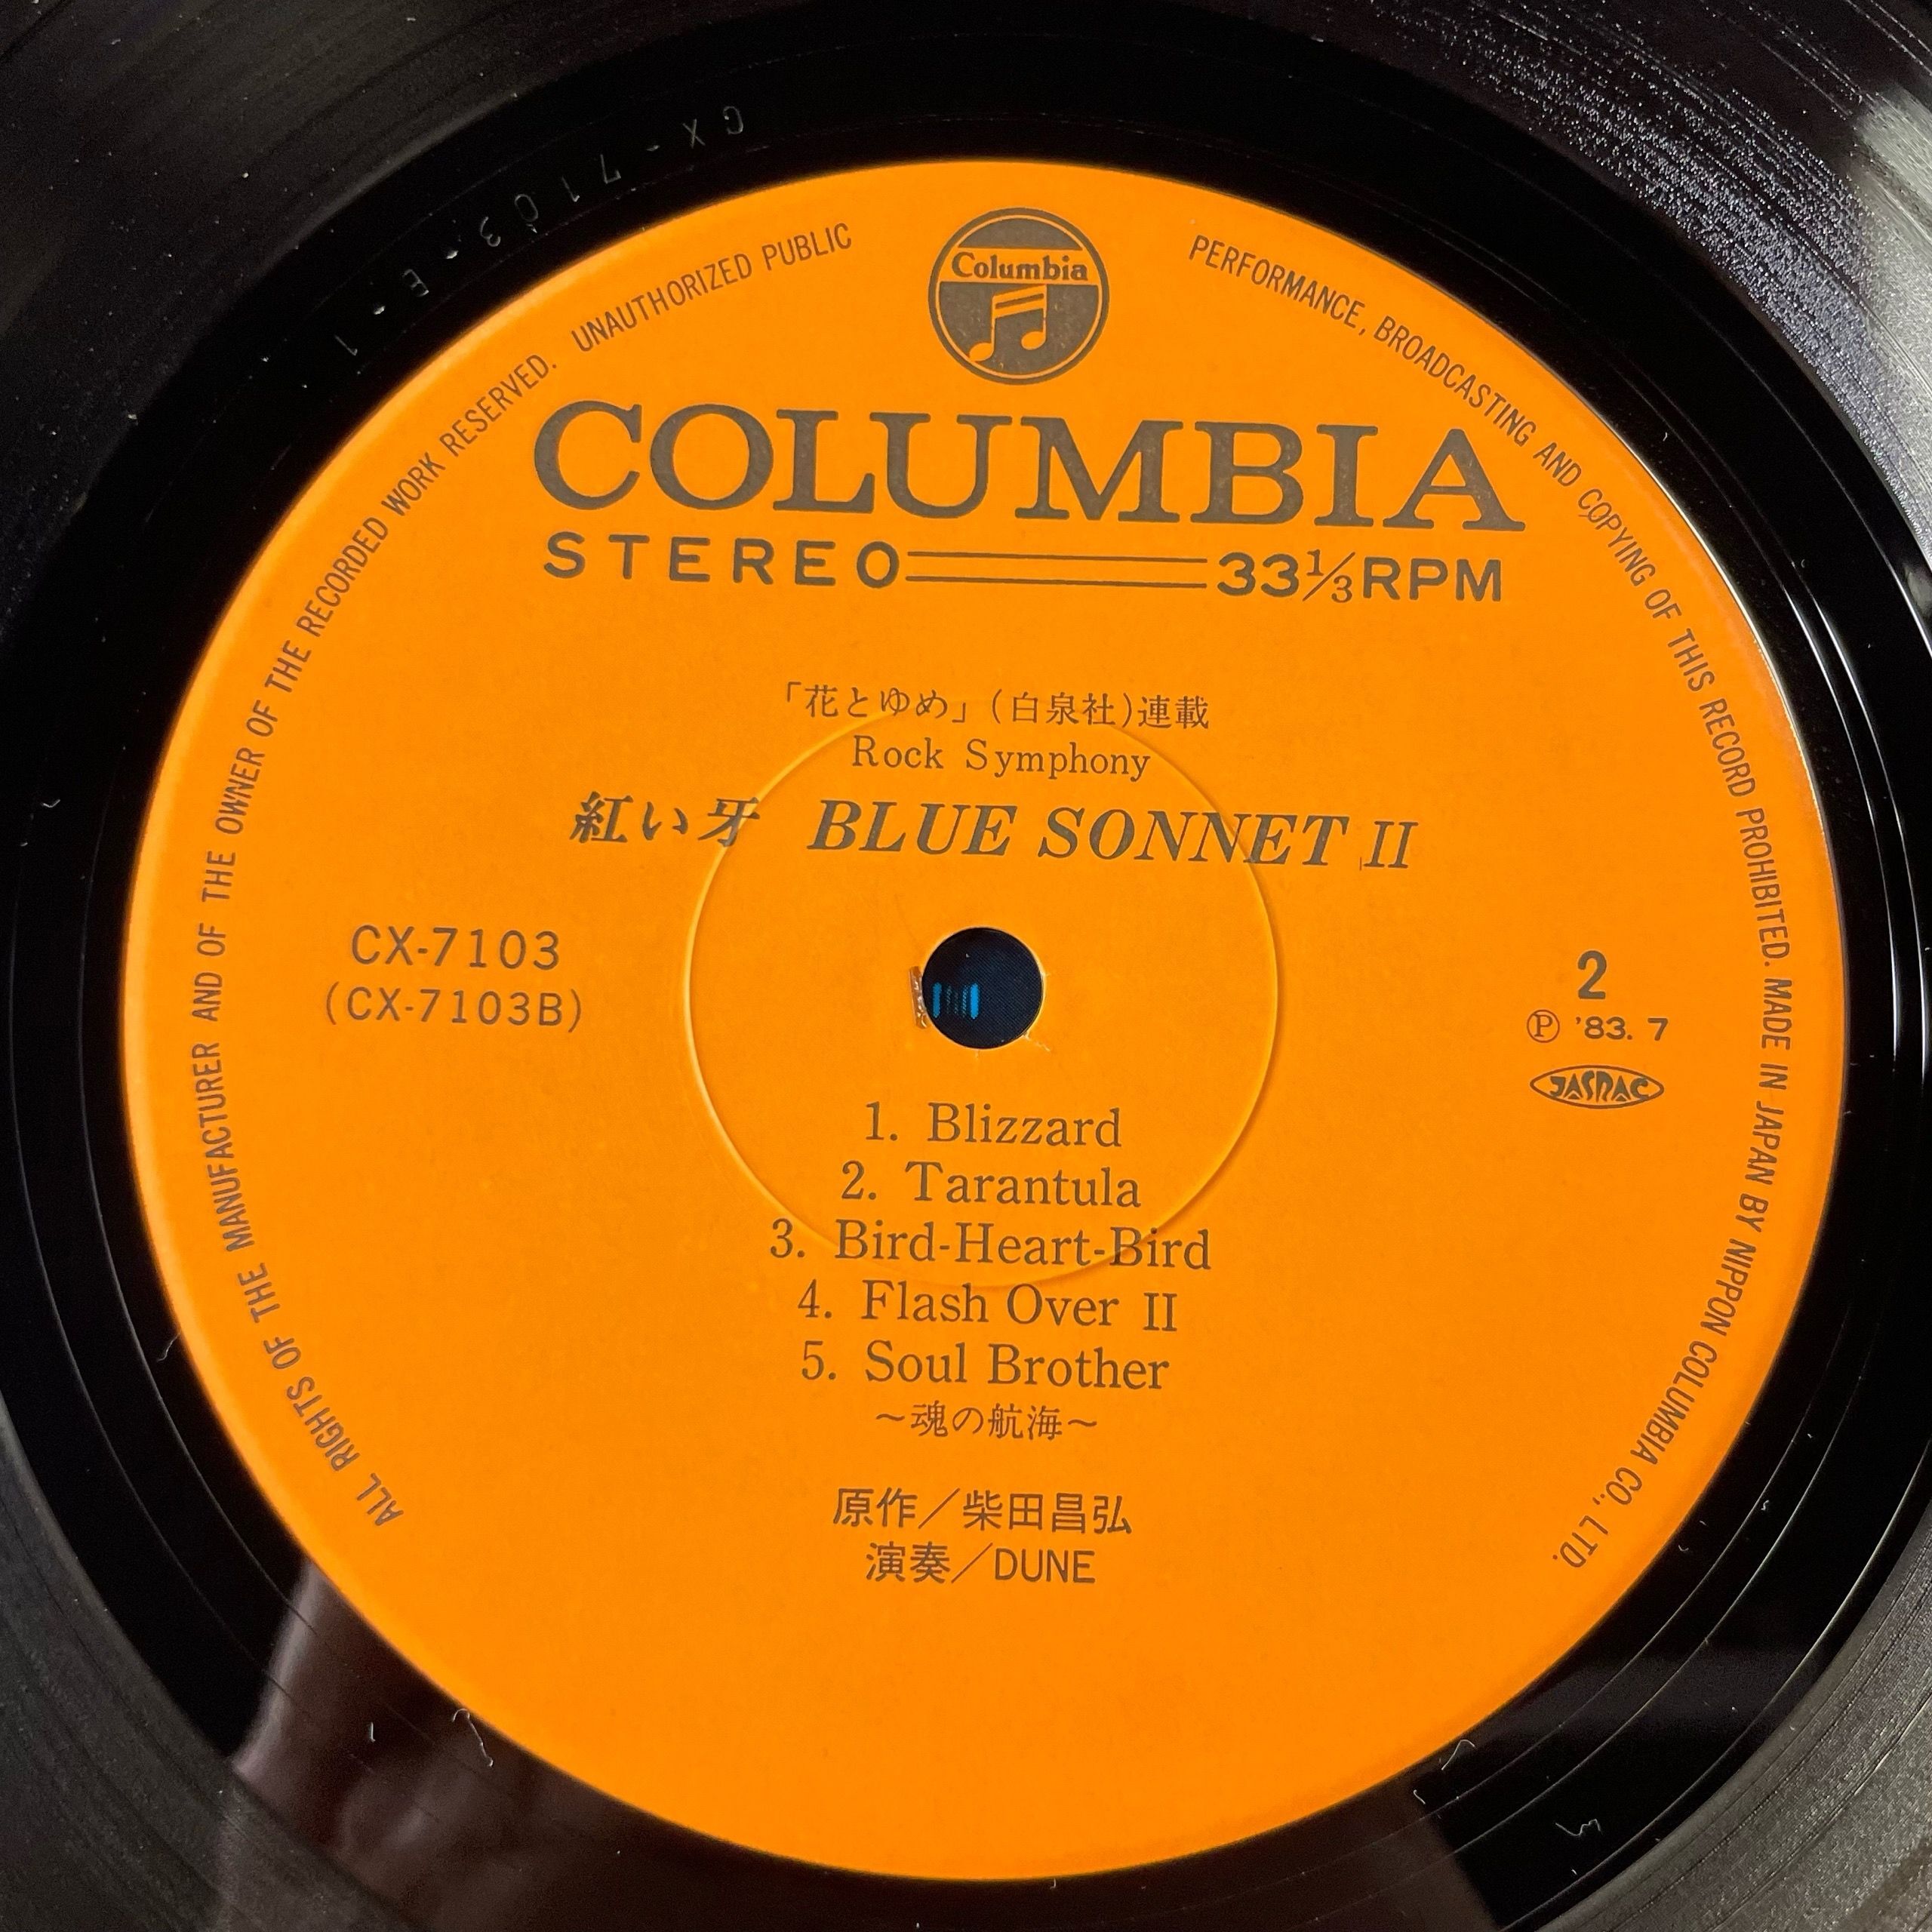 Columbia
COLUMBIA
STEREO 33⅓RPM
「花とゆめ」(白泉社)連載
Rock Symphony
紅い牙 BLUE SONNET II
CX-7103
(CX-7103B)
2
Ⓟ '83. 7
JASRAC
1. Blizzard
2. Tarantula
3. Bird-Heart-Bird
4. Flash Over II
5. Soul Brother
～魂の航海～
原作／柴田昌弘
演奏／DUNE
ALL RIGHTS OF THE MANUFACTURER AND OF THE OWNER OF THE RECORDED WORK RESERVED. UNAUTHORIZED PUBLIC PERFORMANCE, BROADCASTING AND COPYING OF THIS RECORD PROHIBITED. MADE IN JAPAN BY NIPPON COLUMBIA CO., LTD.
CX-7103-E-1